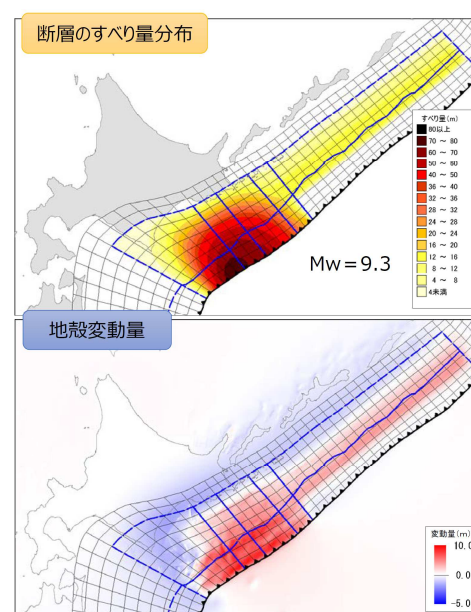 断層のすべり量分布
すべり量(m)
80以上
70 ～ 80
60 ～ 70
50 ～ 60
40 ～ 50
36 ～ 40
32 ～ 36
28 ～ 32
24 ～ 28
20 ～ 24
16 ～ 20
12 ～ 16
8 ～ 12
4 ～ 8
4未満
Mw＝9.3
地殻変動量
変動量(m)
10.0
0.0
-5.0